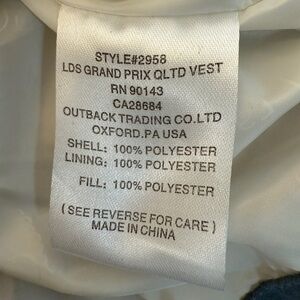 STYLE#2958
LDS GRAND PRIX QLTD VEST
RN 90143
CA28684
OUTBACK TRADING CO.LTD
OXFORD.PA USA
SHELL: 100% POLYESTER
LINING: 100% POLYESTER
FILL: 100% POLYESTER
( SEE REVERSE FOR CARE )
MADE IN CHINA